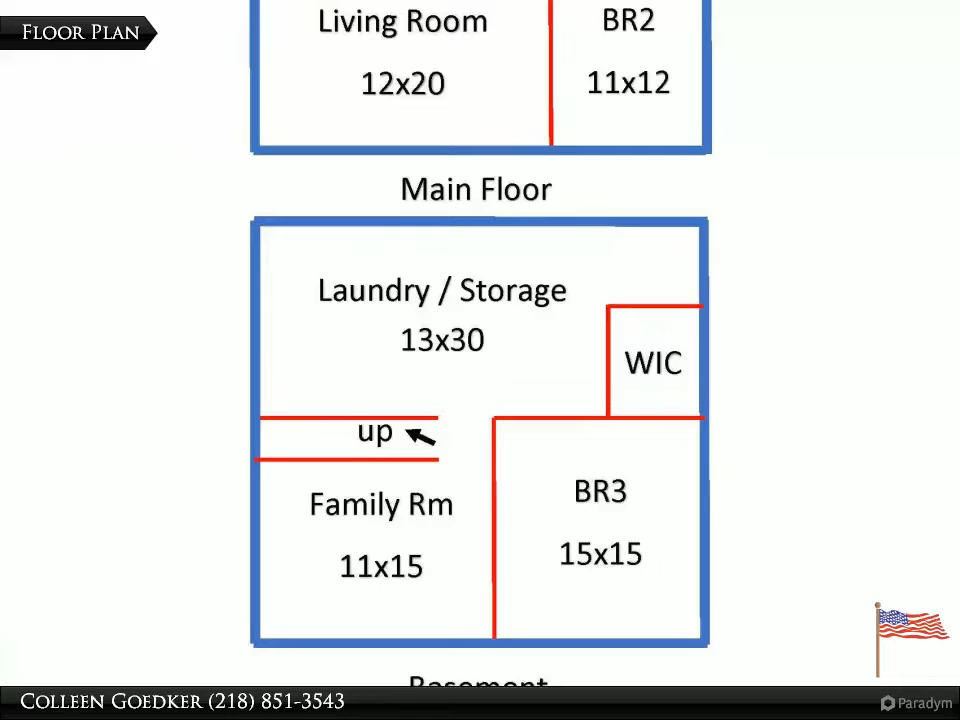 FLOOR PLAN
Living Room
12x20
BR2
11x12
Main Floor
Laundry / Storage
13x30
WIC
up
Family Rm
11x15
BR3
15x15
Basement
COLLEEN GOEDKER (218) 851-3543
Paradym